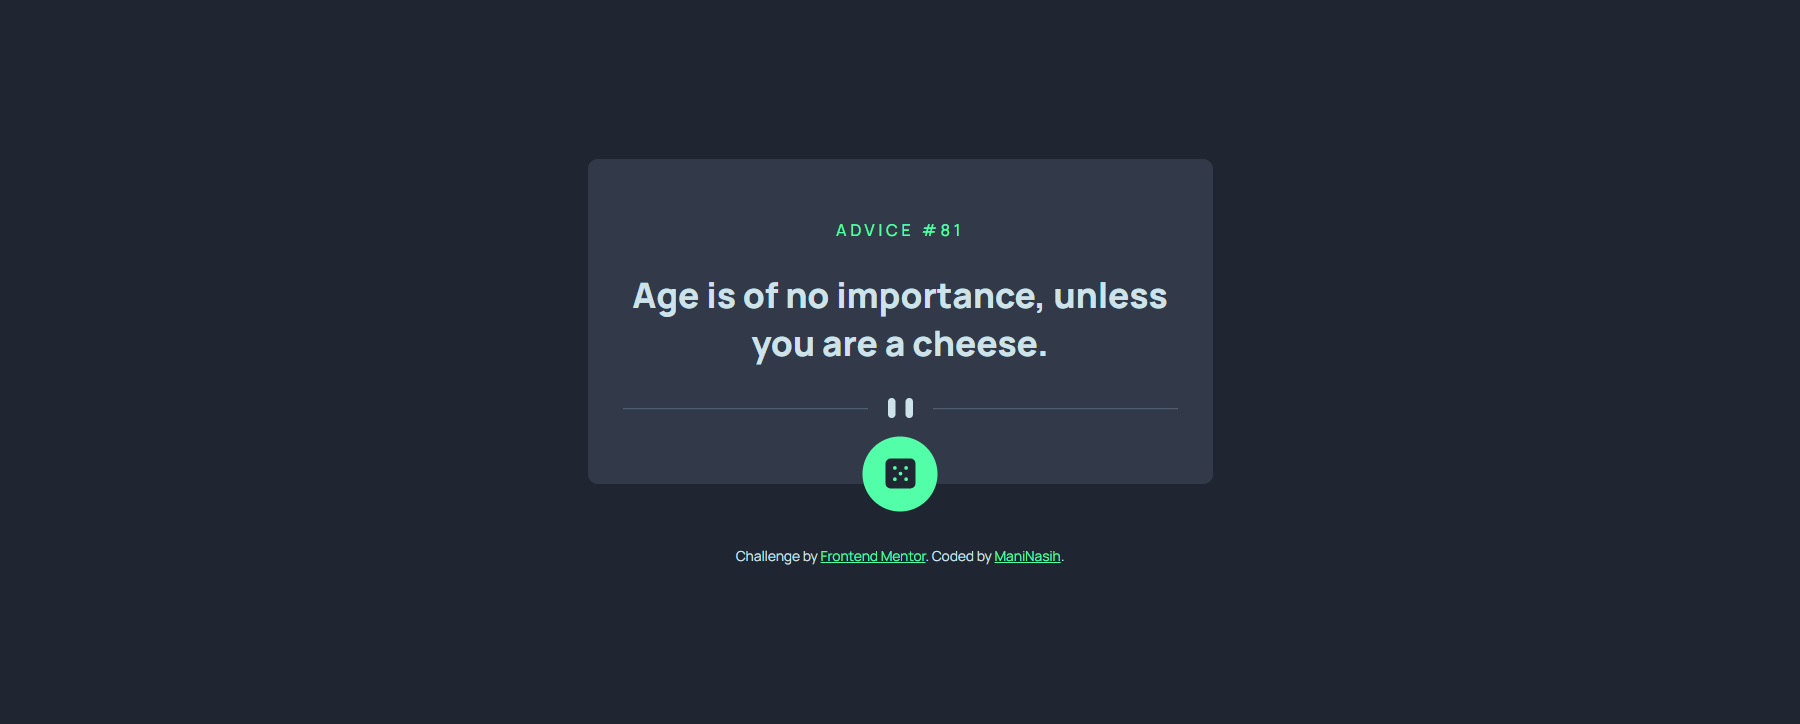 ADVICE #81
Age is of no importance, unless
you are a cheese.
Challenge by Frontend Mentor. Coded by ManiNasih.